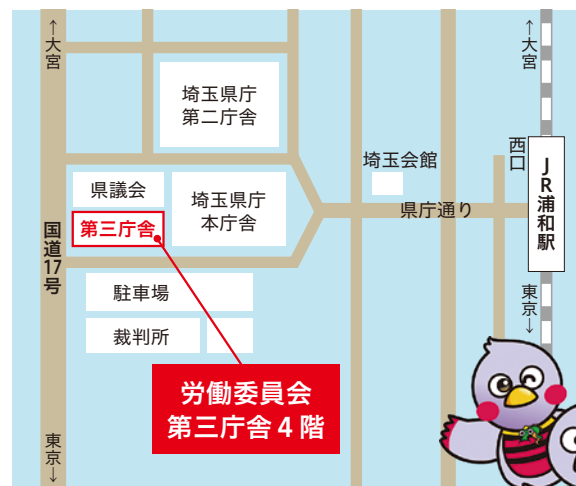 ↑大宮
↑大宮
埼玉県庁
第二庁舎
西口
埼玉会館
JR浦和駅
県議会
埼玉県庁
本庁舎
県庁通り
第三庁舎
国道17号
駐車場
東京↓
裁判所
労働委員会
第三庁舎4階
東京↓